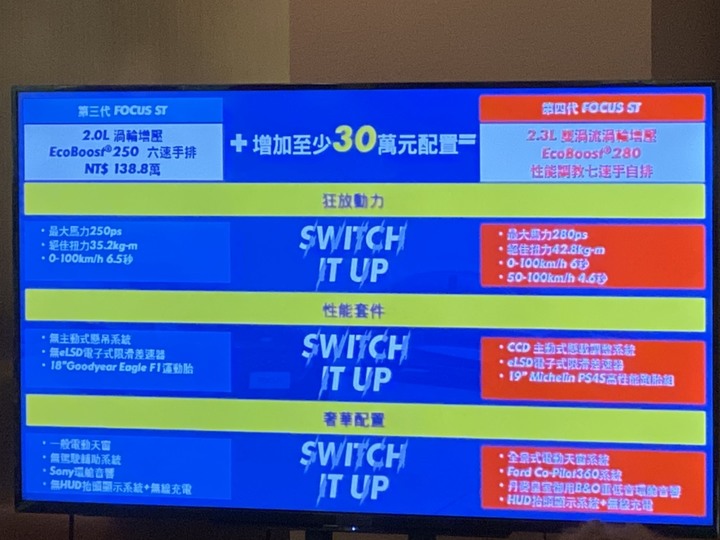 第三代 FOCUS ST
2.0L 渦輪增壓
EcoBoost®250 六速手排
NT$ 138.8萬
+ 增加至少30萬元配置=
第四代 FOCUS ST
2.3L 雙渦流渦輪增壓
EcoBoost®280
性能調教七速手自排
狂放動力
• 最大馬力250ps
• 絕佳扭力35.2kg-m
• 0-100km/h 6.5秒
SWITCH
IT UP
• 最大馬力280ps
• 絕佳扭力42.8kg-m
• 0-100km/h 6秒
• 50-100km/h 4.6秒
性能套件
• 無主動式懸吊系統
• 無eLSD電子式限滑差速器
• 18"Goodyear Eagle F1運動胎
SWITCH
IT UP
• CCD 主動式懸載調整系統
• eLSD電子式限滑差速器
• 19" Michelin PS4S高性能跑胎組
奢華配置
• 一般電動天窗
• 無駕駛輔助系統
• Sony環艙音響
• 無HUD抬頭顯示系統+無線充電
SWITCH
IT UP
• 全景式電動天窗系統
• Ford Co-Pilot360系統
• 丹麥皇室御用B&O重低音環艙音響
• HUD抬頭顯示系統+無線充電